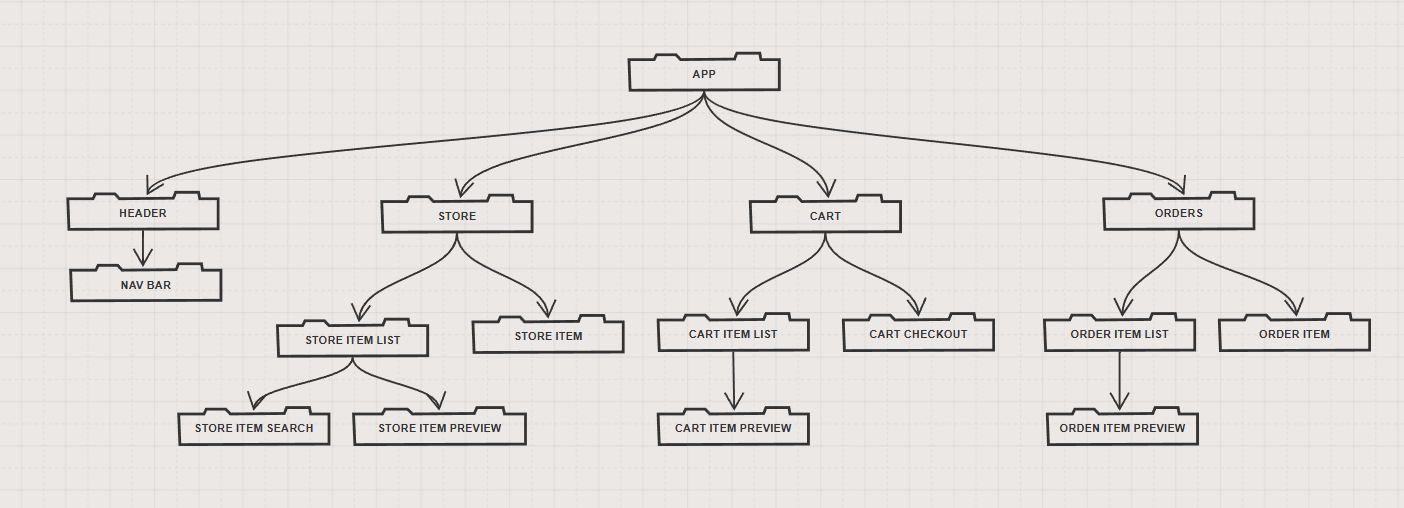 APP
HEADER
STORE
CART
ORDERS
NAV BAR
STORE ITEM LIST
STORE ITEM
CART ITEM LIST
CART CHECKOUT
ORDER ITEM LIST
ORDER ITEM
STORE ITEM SEARCH
STORE ITEM PREVIEW
CART ITEM PREVIEW
ORDEN ITEM PREVIEW